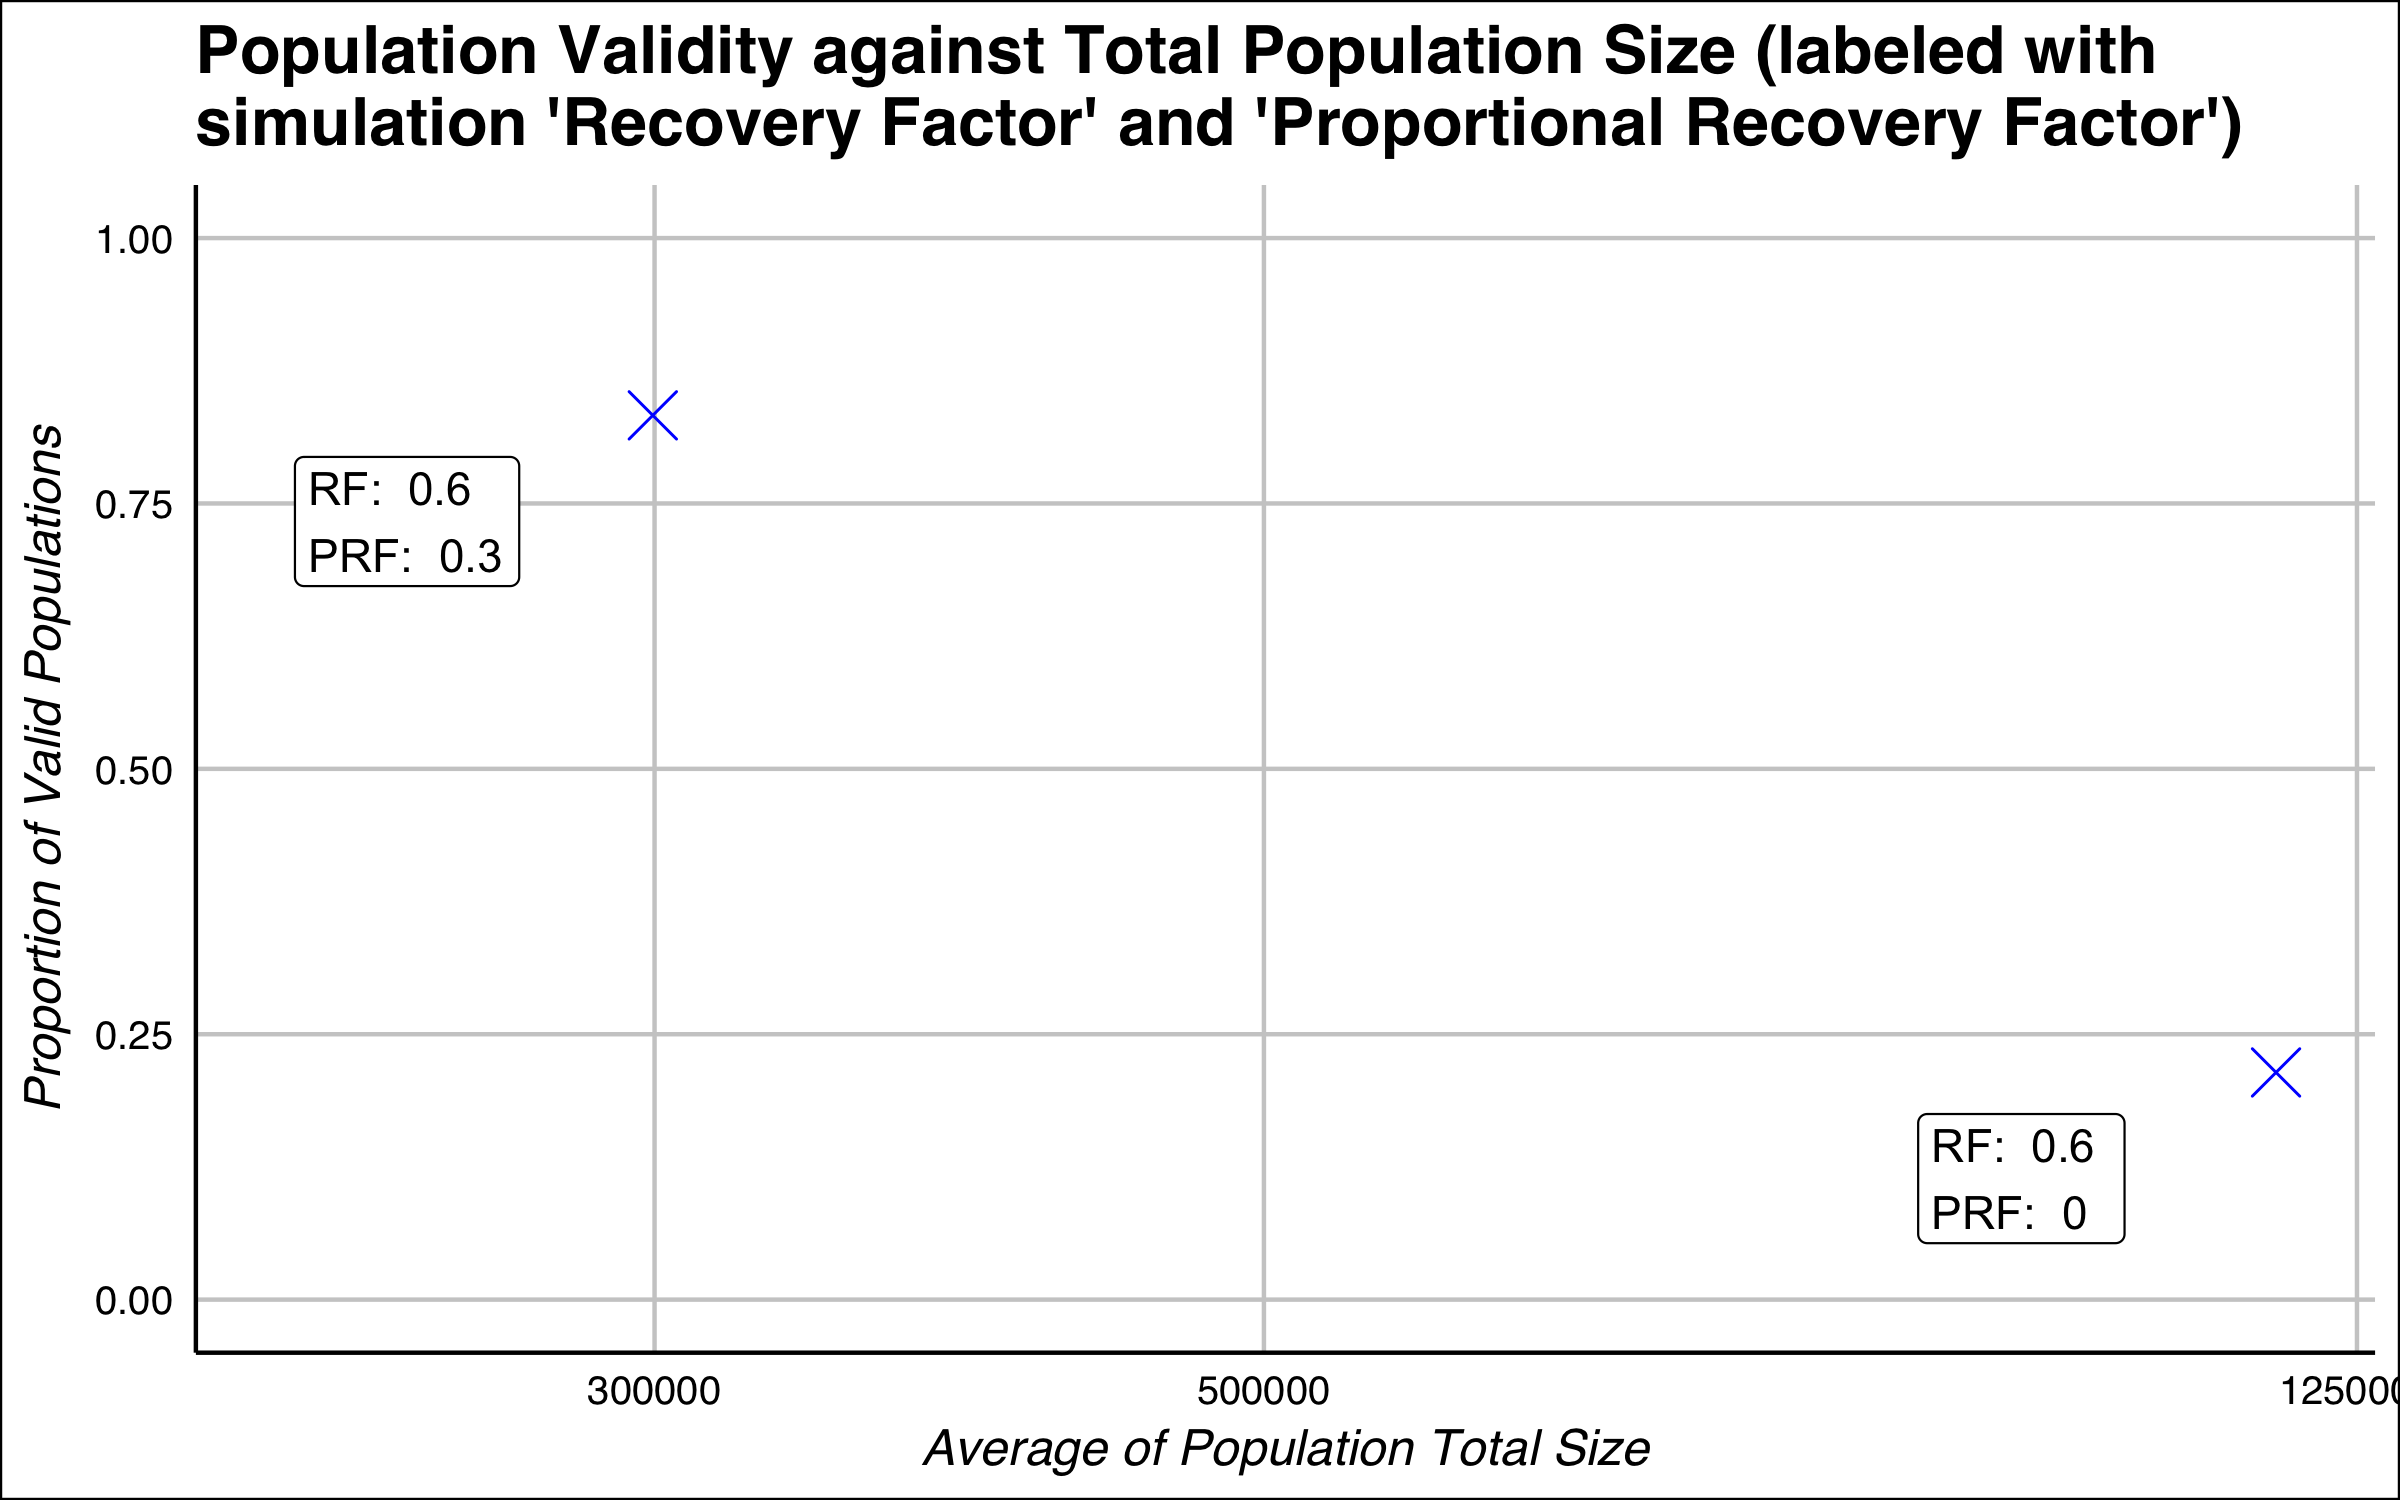 Population Validity against Total Population Size (labeled with
simulation 'Recovery Factor' and 'Proportional Recovery Factor')
1.00
0.75
0.50
0.25
0.00
Proportion of Valid Populations
RF: 0.6
PRF: 0.3
RF: 0.6
PRF: 0
300000
500000
Average of Population Total Size